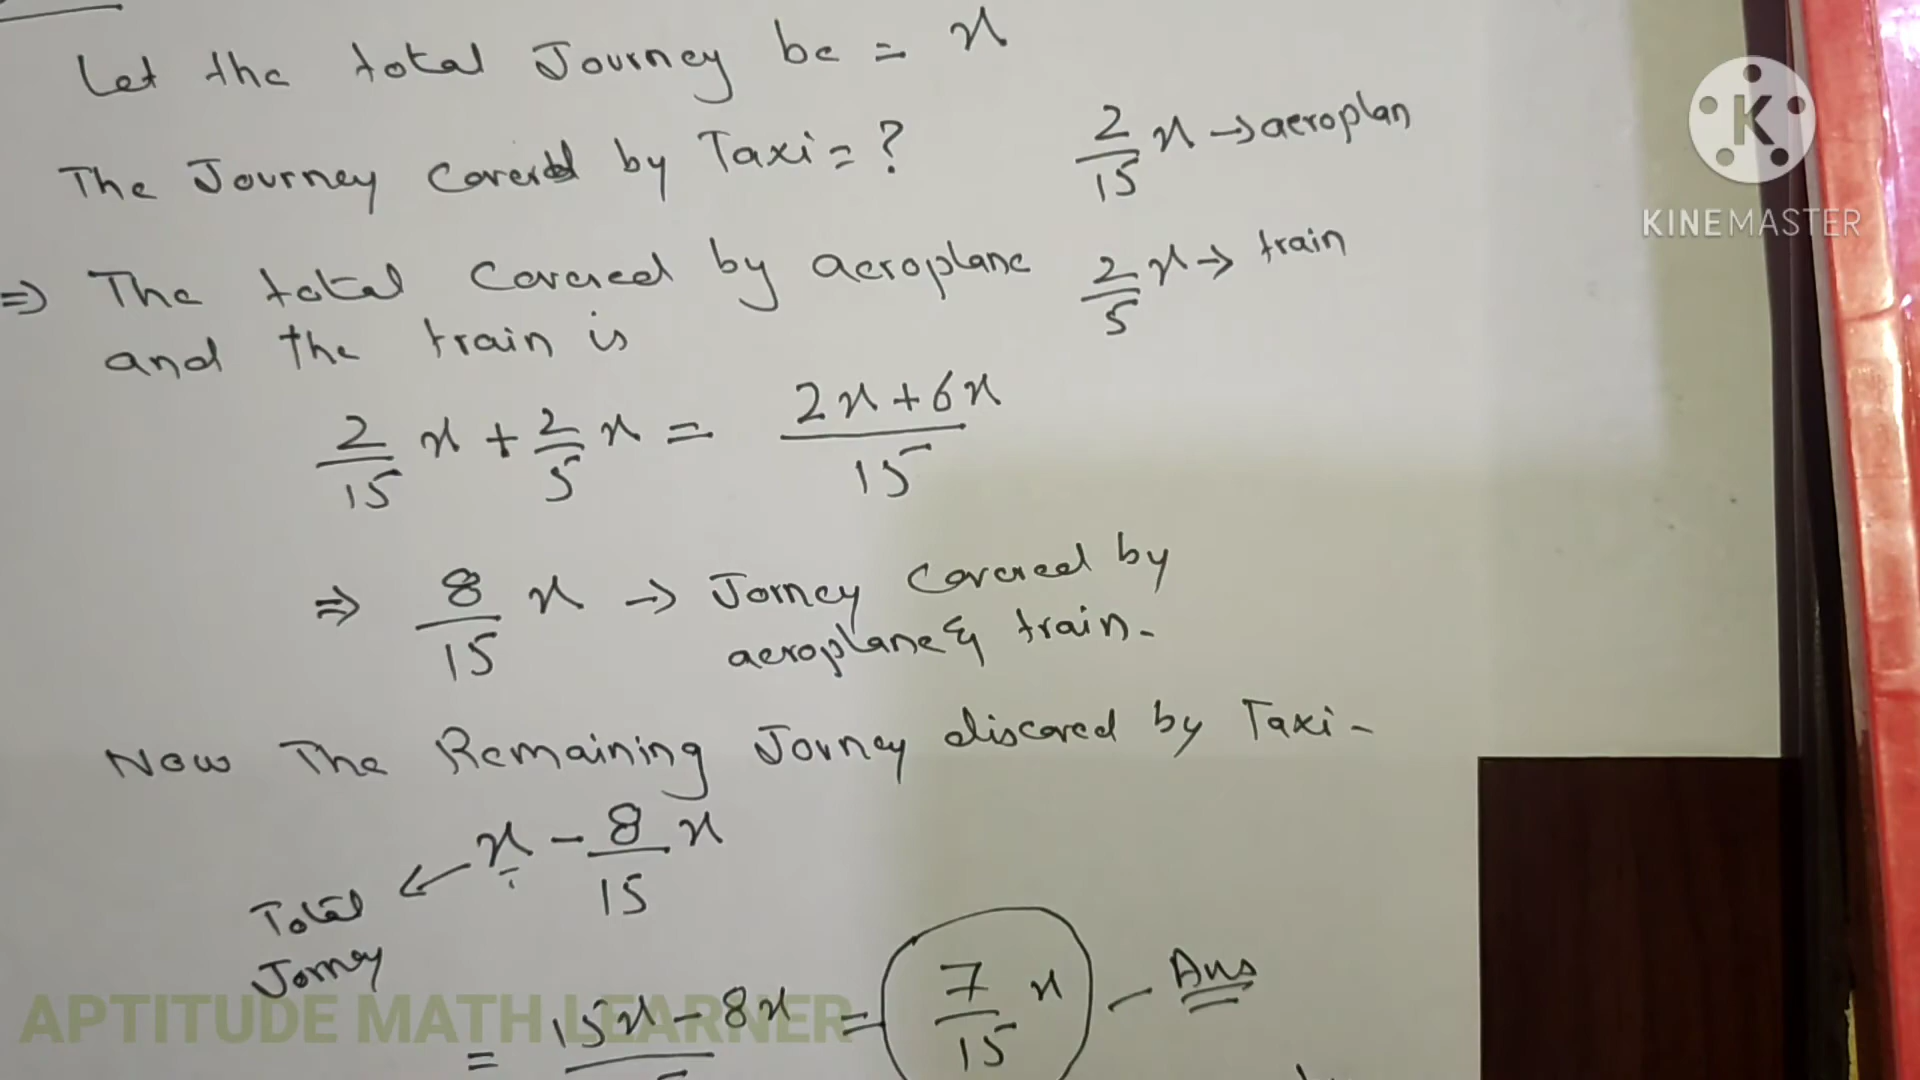 Let the total Journey be = x
The Journey covered by Taxi = ?
2/15 x → aeroplan
⇒ The total covered by aeroplane
and the train is
2/5 x → train
2/15 x + 2/5 x = 2x + 6x / 15
⇒ 8/15 x → Jorney covered by
aeroplane & train.
Now The Remaining Jorney discovered by Taxi -
x - 8/15 x
Total
Jorney
= 15x - 8x = 7/15 x - Ans
K
KINEMASTER
APTITUDE MATH LEARNER